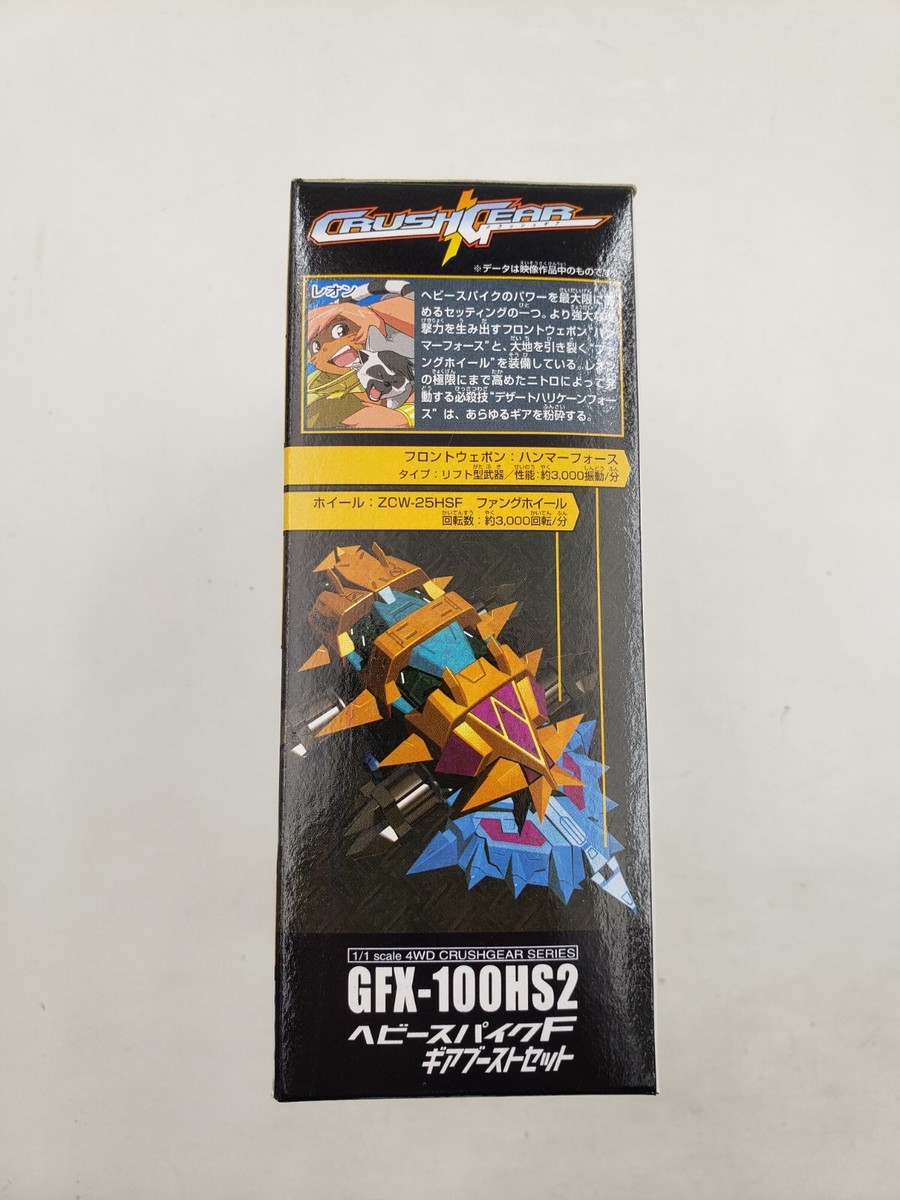 CRUSHGEAR
※データは映像作品中のものです
レオン
ヘビースパイクのパワーを最大限に
めるセッティングの一つ。より強大な
撃力を生み出すフロントウェポン"ハン
マーフォース"と、大地を引き裂く"ファ
ングホイール"を装備している。レオン
の極限にまで高めたニトロによって発
動する必殺技"デザートハリケーンフォー
ス"は、あらゆるギアを粉砕する。
フロントウェポン:ハンマーフォース
タイプ:リフト型武器/性能:約3,000振動/分
ホイール:ZCW-25HSF ファングホイール
回転数:約3,000回転/分
1/1 scale 4WD CRUSHGEAR SERIES
GFX-100HS2
ヘビースパイクF
ギアブーストセット